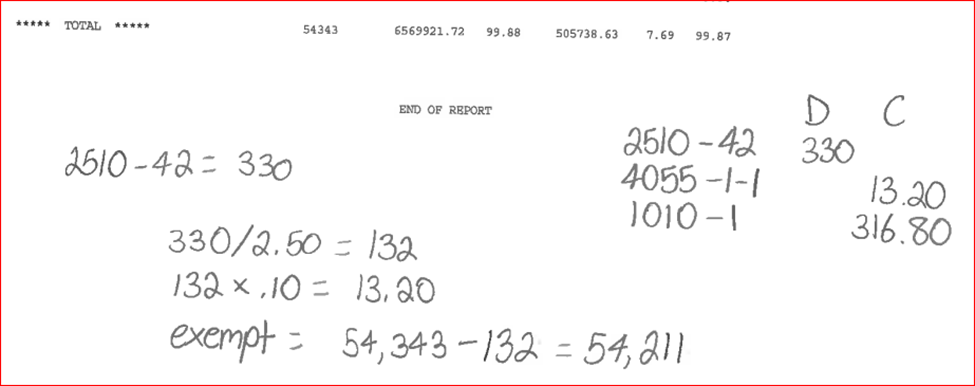 ***** TOTAL ***** 54343 6569921.72 99.88 505738.63 7.69 99.87
END OF REPORT
D C
2510-42 330
4055-1-1 13.20
1010-1 316.80
2510-42 = 330
330/2.50 = 132
132 x .10 = 13.20
exempt = 54,343-132 = 54,211